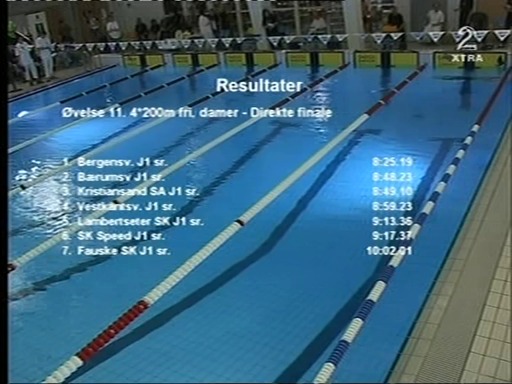 2
XTRA
Resultater
Øvelse 11. 4*200m fri, damer - Direkte finale
1. Bergensv. J1 sr. 8:25.19
2. Bærumsv J1 sr. 8:48.23
3. Kristiansand SA J1 sr. 8:49.10
4. Vestkantsv. J1 sr. 8:59.23
5. Lambertseter SK J1 sr. 9:13.36
6. SK Speed J1 sr. 9:17.37
7. Fauske SK J1 sr. 10:02.01